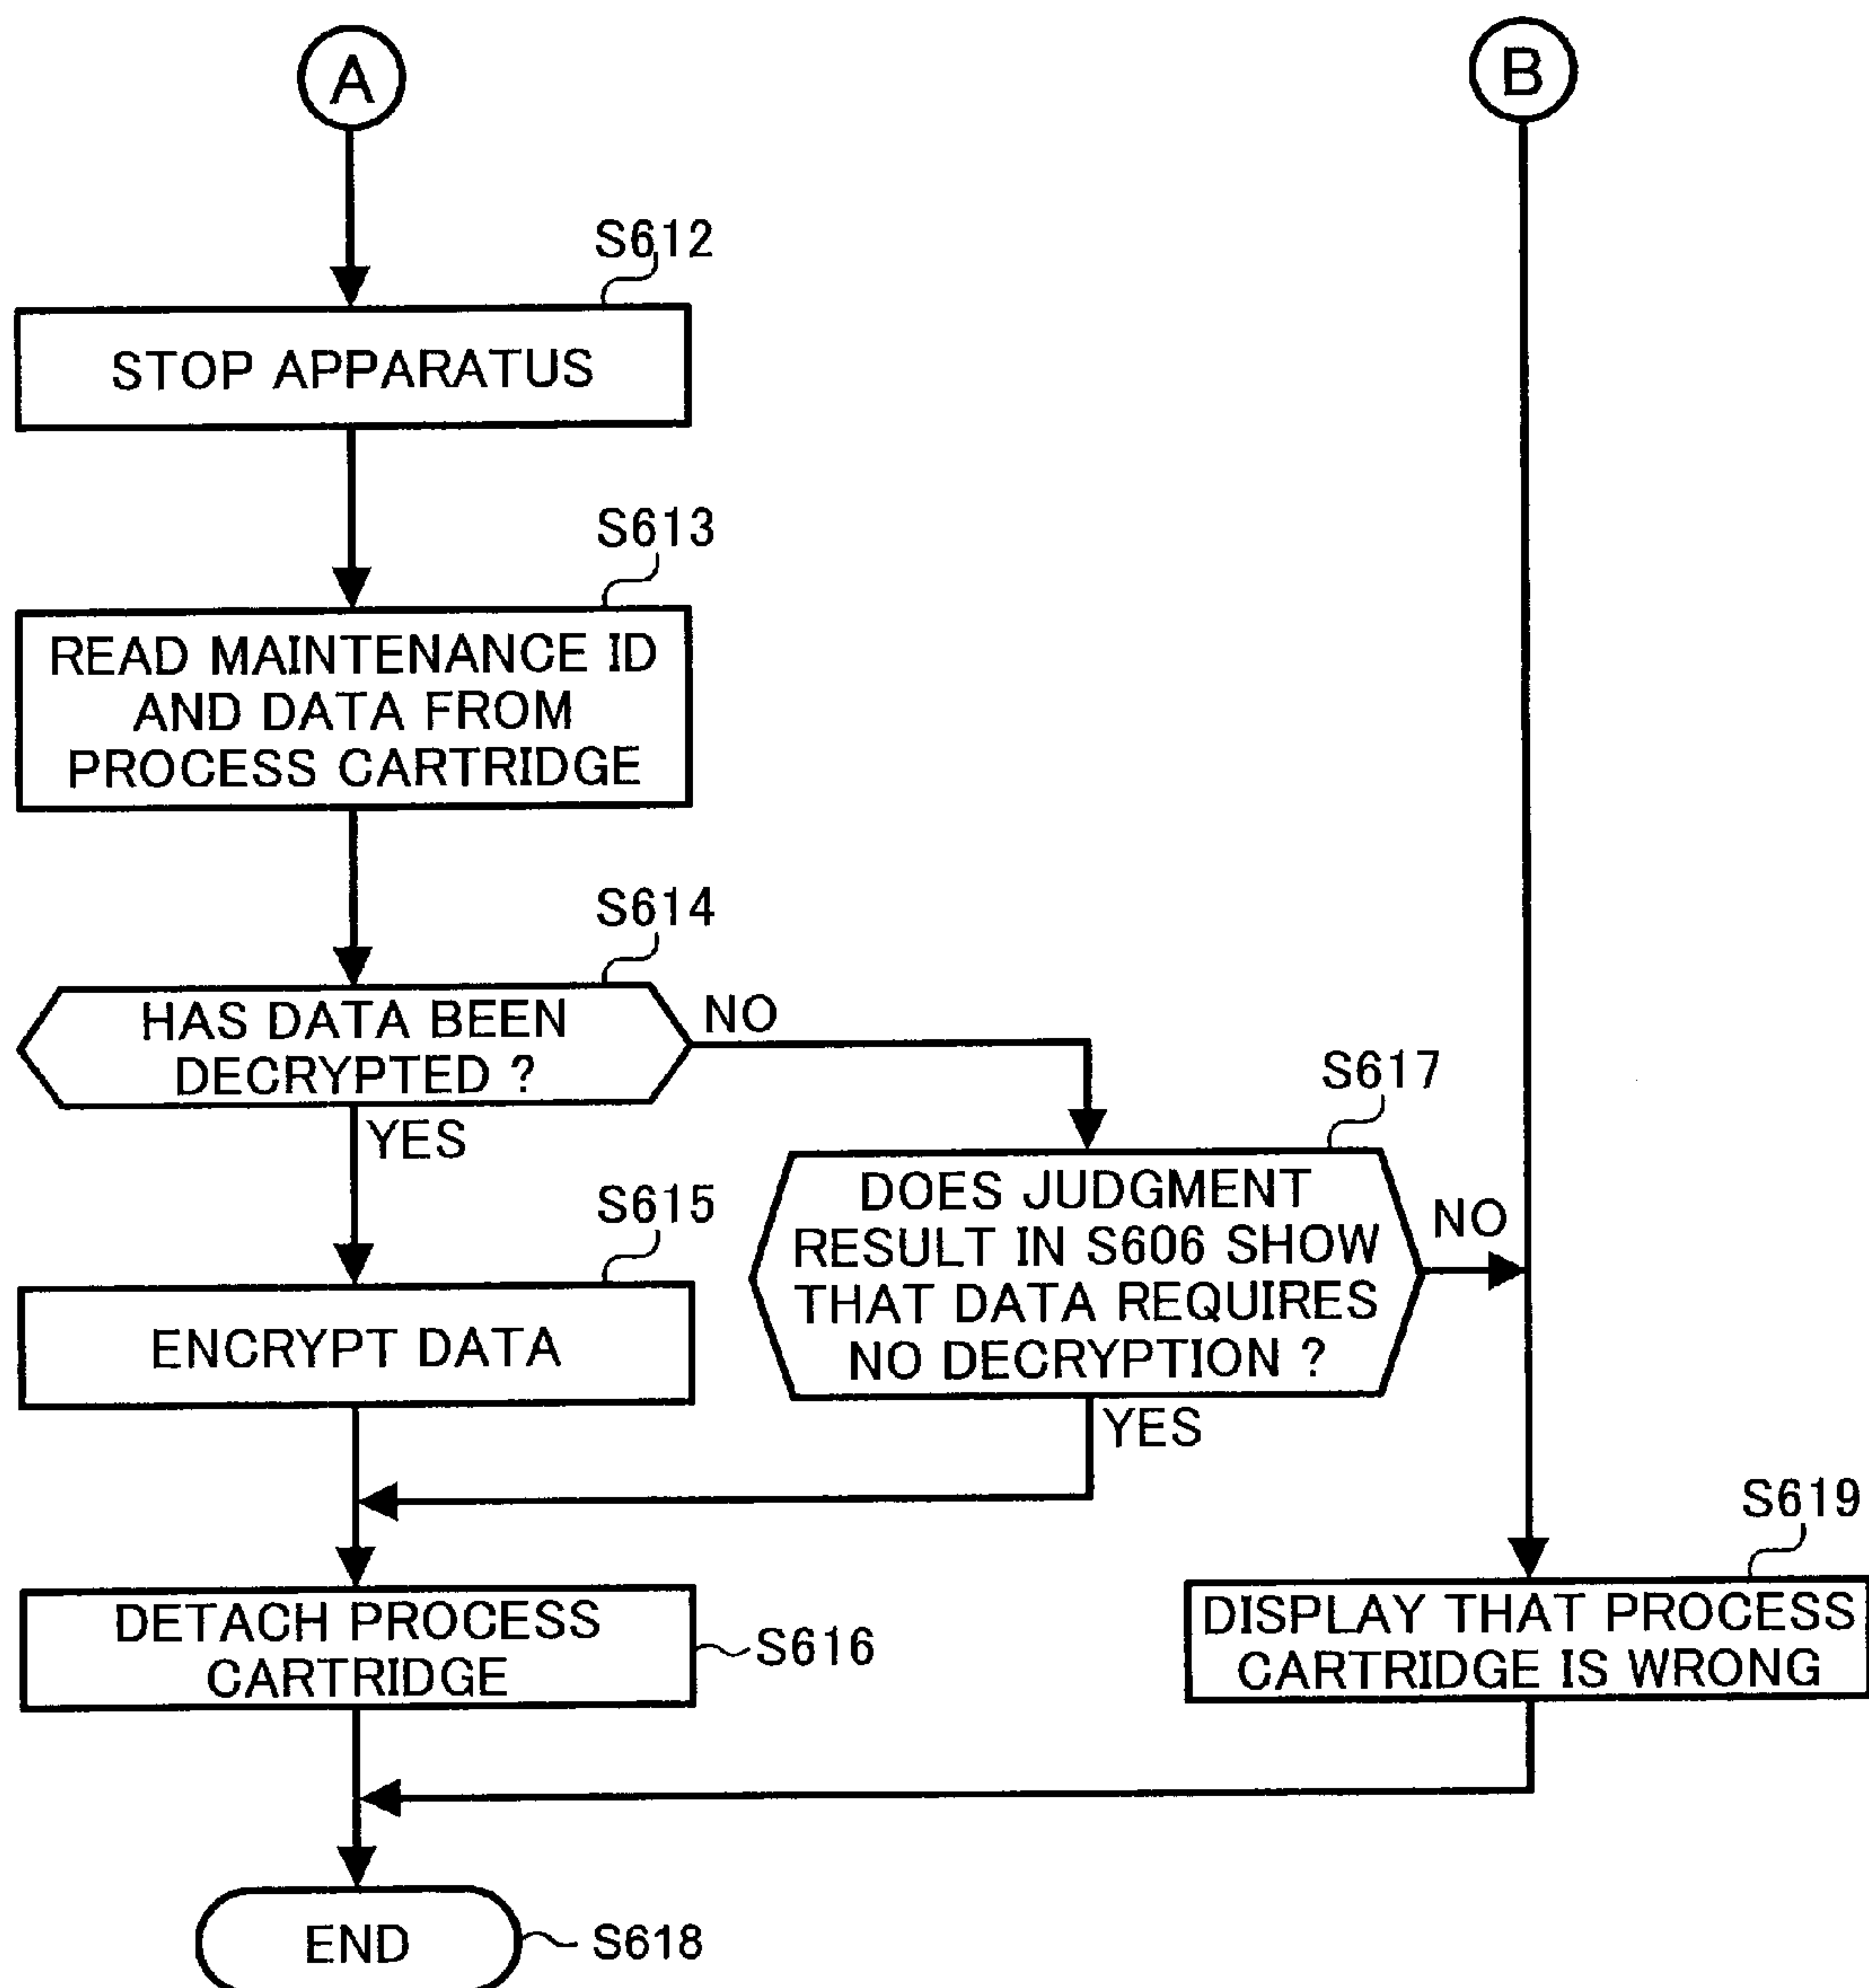 A
B
S612
STOP APPARATUS
S613
READ MAINTENANCE ID
AND DATA FROM
PROCESS CARTRIDGE
S614
HAS DATA BEEN
DECRYPTED ?
NO
YES
S617
DOES JUDGMENT
RESULT IN S606 SHOW
THAT DATA REQUIRES
NO DECRYPTION ?
NO
YES
S615
ENCRYPT DATA
DETACH PROCESS
CARTRIDGE
S616
S619
DISPLAY THAT PROCESS
CARTRIDGE IS WRONG
END
S618